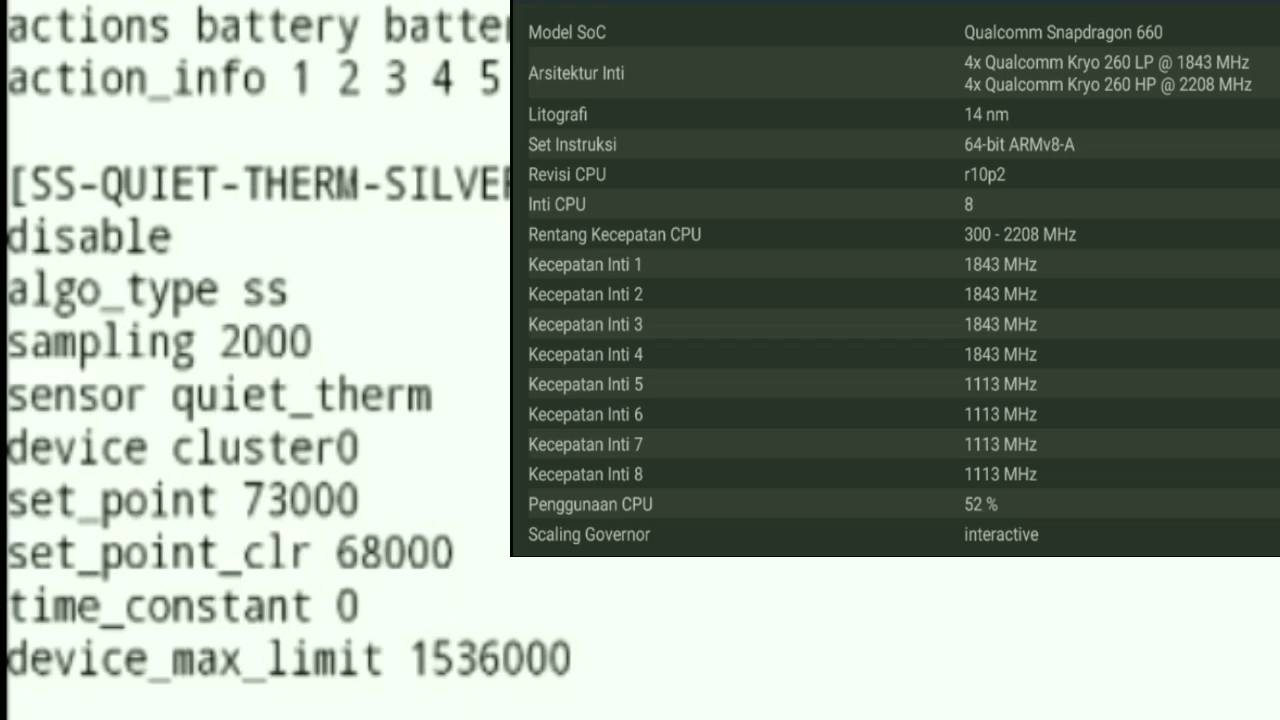 actions battery
action_info 1 2 3 4 5
[SS-QUIET-THERM-SILVER
disable
algo_type ss
sampling 2000
sensor quiet_therm
device cluster0
set_point 73000
set_point_clr 68000
time_constant 0
device_max_limit 1536000
Model SoC Qualcomm Snapdragon 660
Arsitektur Inti 4x Qualcomm Kryo 260 LP @ 1843 MHz
4x Qualcomm Kryo 260 HP @ 2208 MHz
Litografi 14 nm
Set Instruksi 64-bit ARMv8-A
Revisi CPU r10p2
Inti CPU 8
Rentang Kecepatan CPU 300 - 2208 MHz
Kecepatan Inti 1 1843 MHz
Kecepatan Inti 2 1843 MHz
Kecepatan Inti 3 1843 MHz
Kecepatan Inti 4 1843 MHz
Kecepatan Inti 5 1113 MHz
Kecepatan Inti 6 1113 MHz
Kecepatan Inti 7 1113 MHz
Kecepatan Inti 8 1113 MHz
Penggunaan CPU 52 %
Scaling Governor interactive